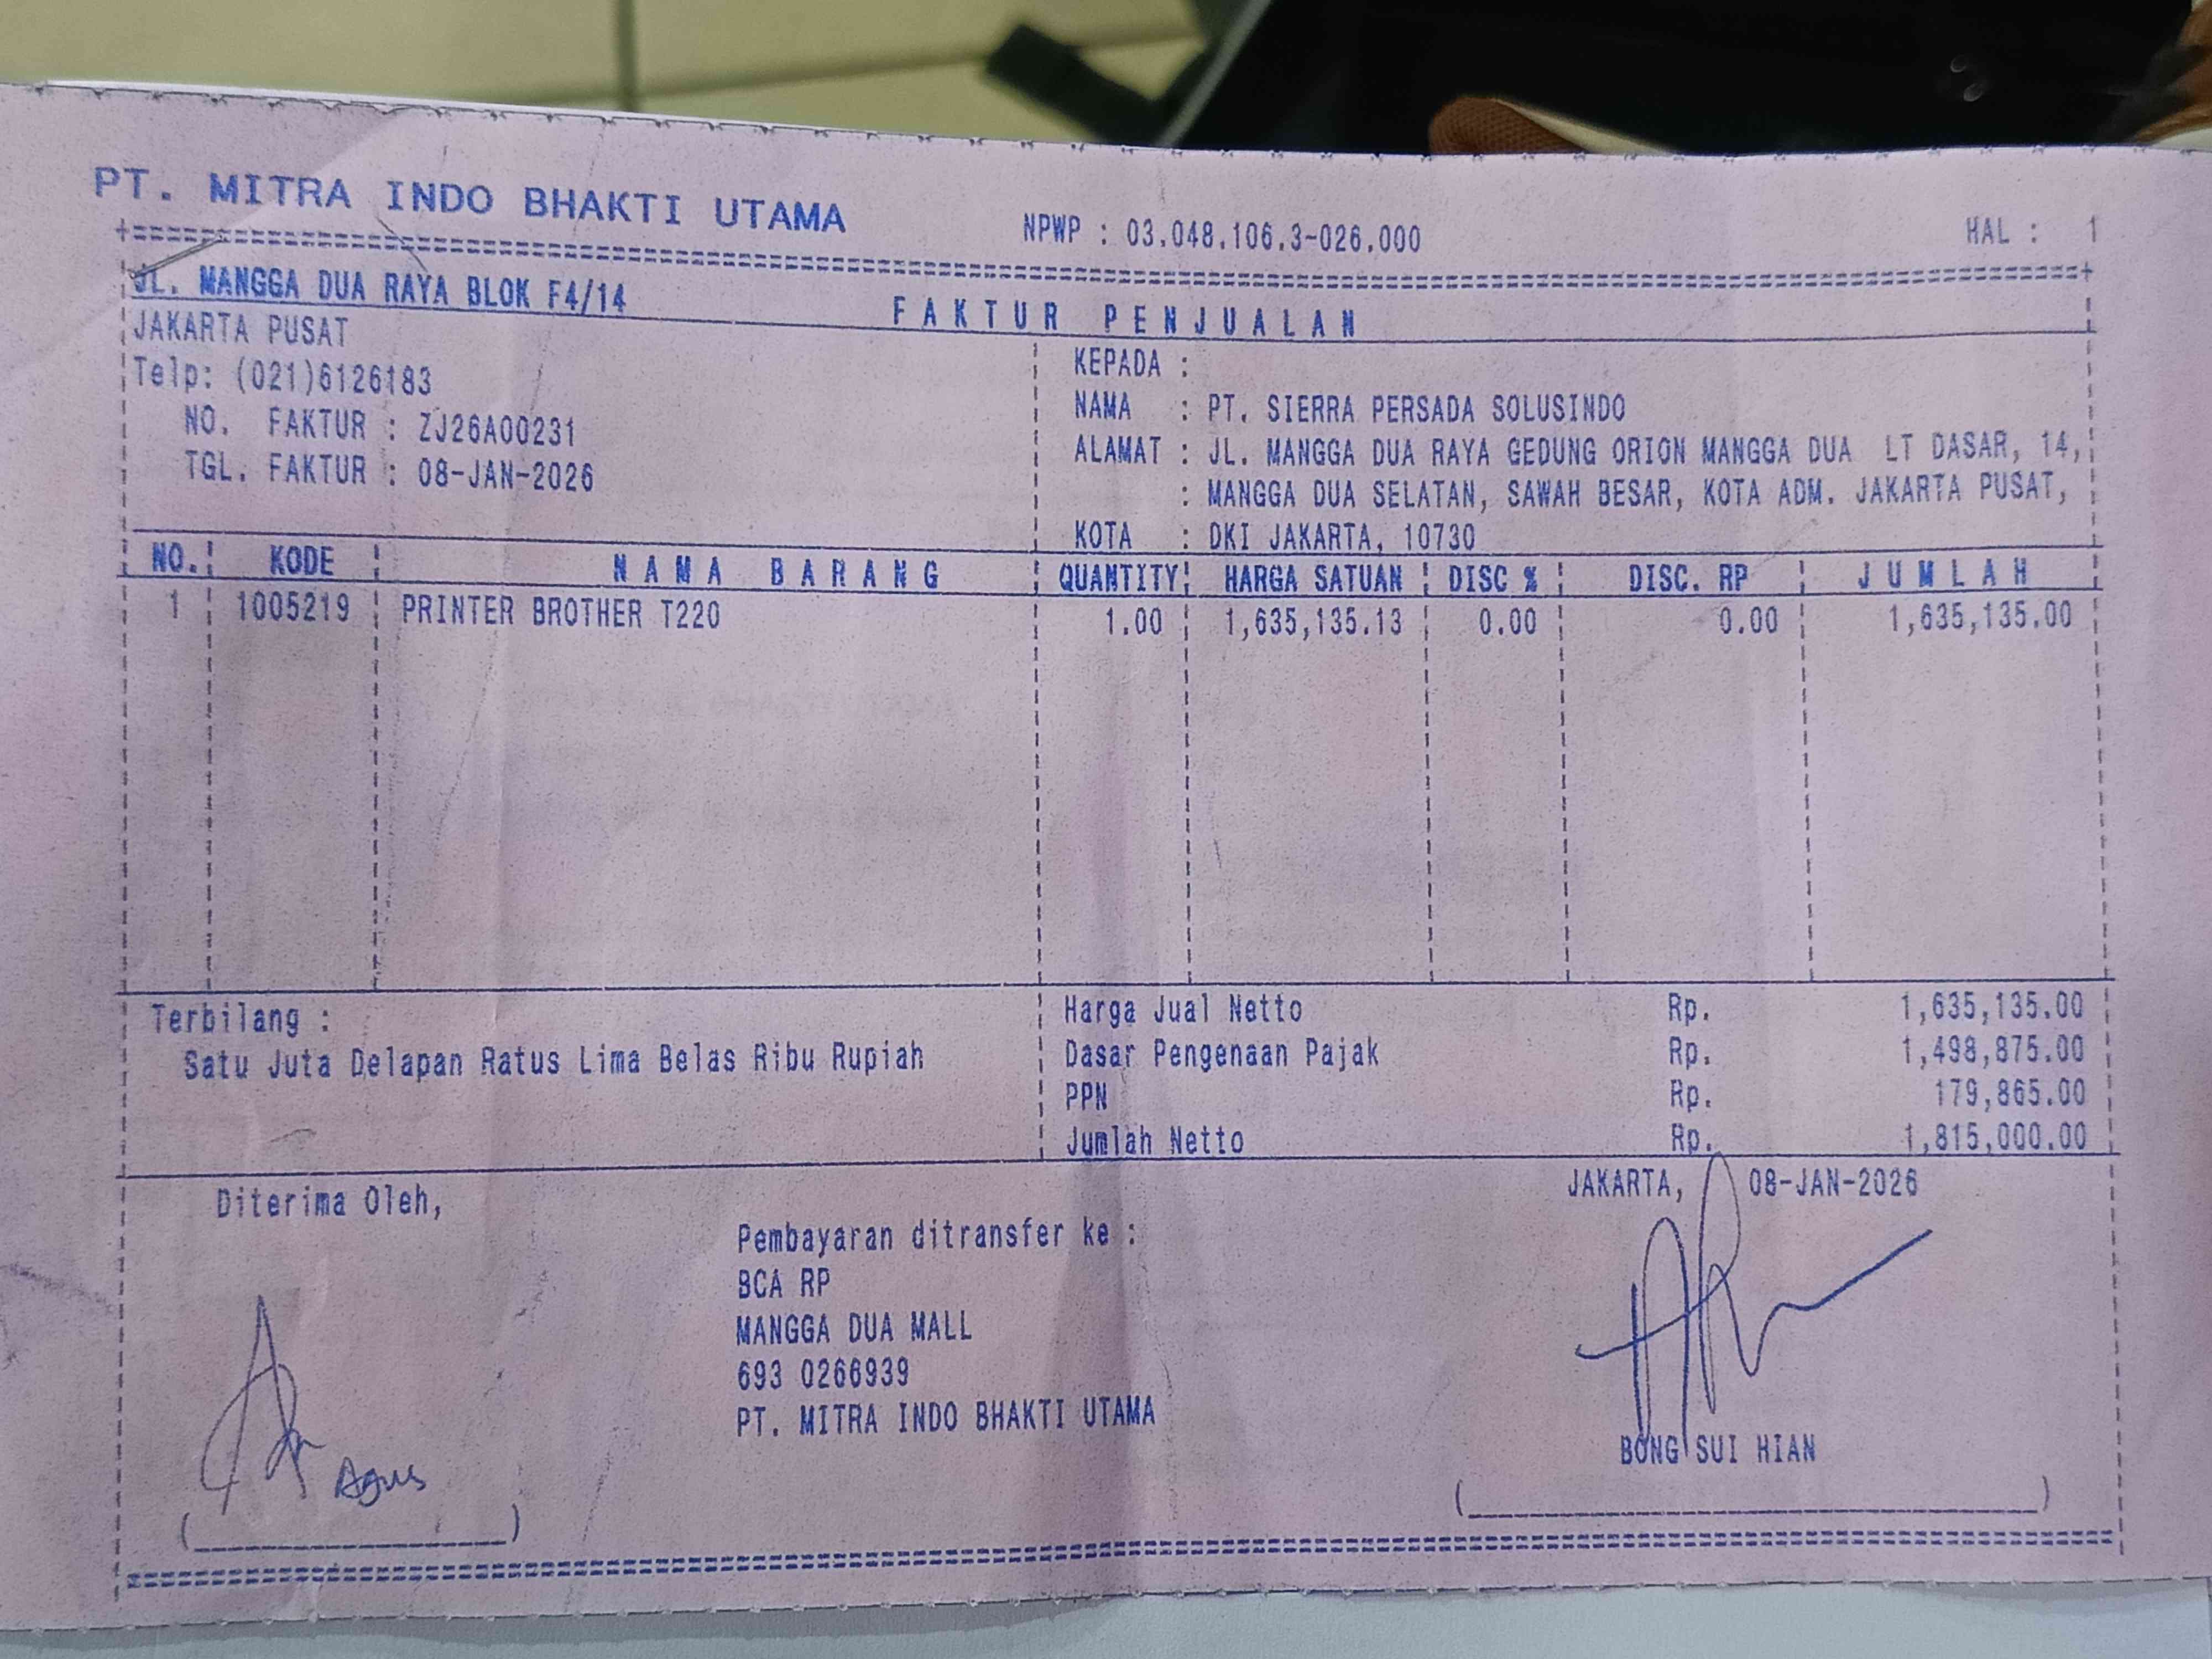 PT. MITRA INDO BHAKTI UTAMA
NPWP : 03.048.106.3-026.000
HAL : 1
JL. MANGGA DUA RAYA BLOK F4/14
FAKTUR PENJUALAN
JAKARTA PUSAT
Telp: (021)6126183
NO. FAKTUR : ZJ26A00231
TGL. FAKTUR : 08-JAN-2026
KEPADA :
NAMA : PT. SIERRA PERSADA SOLUSINDO
ALAMAT : JL. MANGGA DUA RAYA GEDUNG ORION MANGGA DUA LT DASAR, 14,
: MANGGA DUA SELATAN, SAWAH BESAR, KOTA ADM. JAKARTA PUSAT,
KOTA : DKI JAKARTA, 10730
NO. KODE NAMA BARANG QUANTITY HARGA SATUAN DISC % DISC. RP JUMLAH
1 1005219 PRINTER BROTHER T220 1.00 1,635,135.13 0.00 0.00 1,635,135.00
Terbilang :
Satu Juta Delapan Ratus Lima Belas Ribu Rupiah
Harga Jual Netto Rp. 1,635,135.00
Dasar Pengenaan Pajak Rp. 1,498,875.00
PPN Rp. 179,865.00
Jumlah Netto Rp. 1,815,000.00
Diterima Oleh,
Agus
Pembayaran ditransfer ke :
BCA RP
MANGGA DUA MALL
693 0266939
PT. MITRA INDO BHAKTI UTAMA
JAKARTA, 08-JAN-2026
BONG SUI HIAN